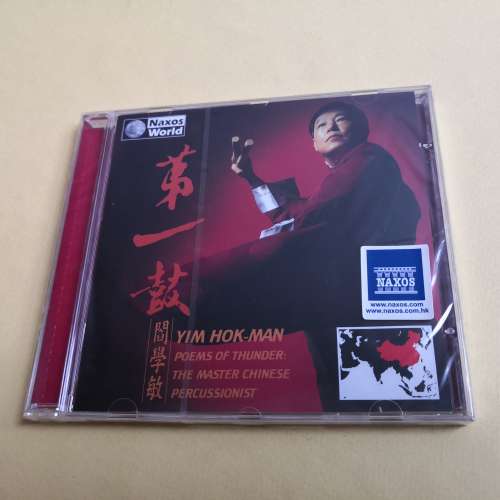 Naxos
World
第一鼓
閻學敏
YIM HOK-MAN
POEMS OF THUNDER:
THE MASTER CHINESE
PERCUSSIONIST
NAXOS
www.naxos.com
www.naxos.com.hk